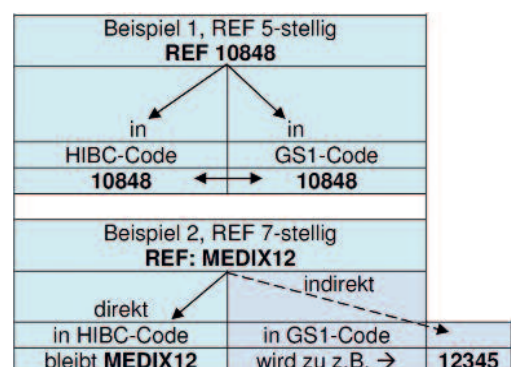 Beispiel 1, REF 5-stellig
REF 10848
in in
HIBC-Code GS1-Code
10848 10848
Beispiel 2, REF 7-stellig
REF: MEDIX12
indirekt
direkt
in HIBC-Code in GS1-Code
bleibt MEDIX12 wird zu z.B. → 12345